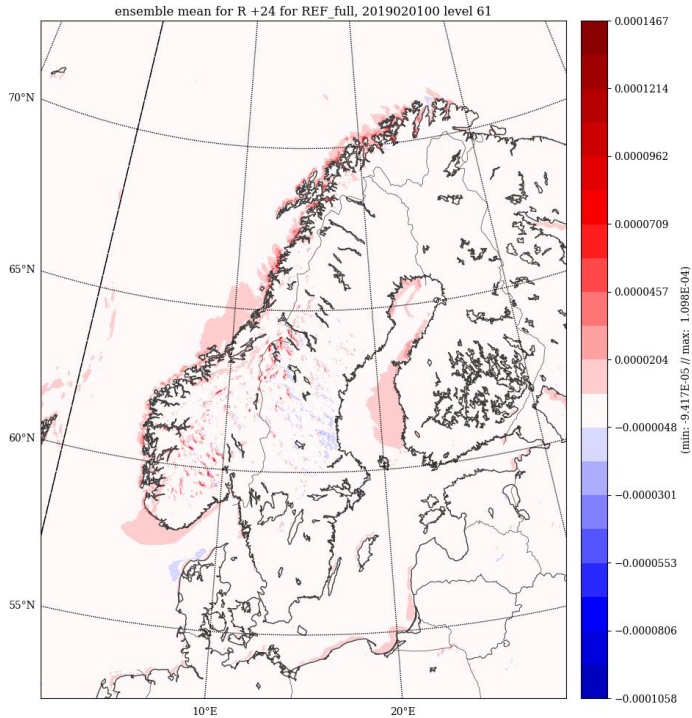 ensemble mean for R +24 for REF_full, 2019020100 level 61
70°N
65°N
60°N
55°N
10°E
20°E
0.0001467
0.0001214
0.0000962
0.0000709
0.0000457
0.0000204
−0.0000048
−0.0000301
−0.0000553
−0.0000806
−0.0001058
(min: -9.417E-05 // max:  1.098E-04)